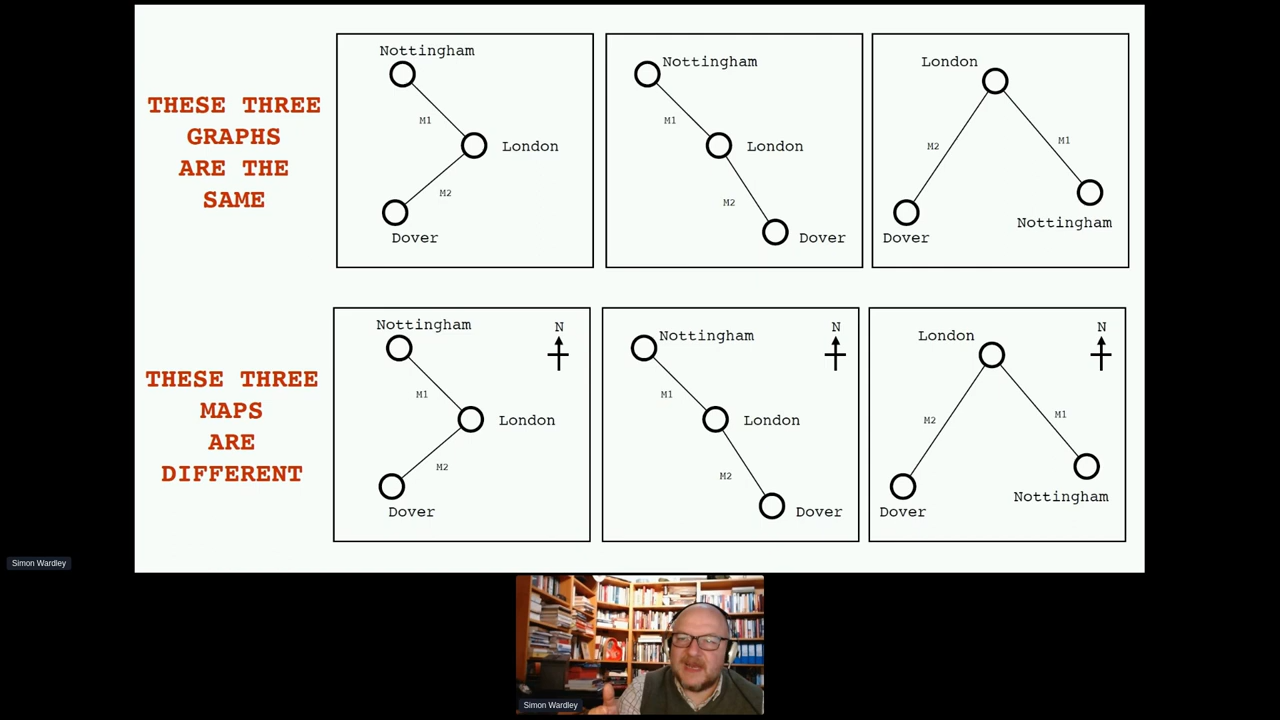 THESE THREE
GRAPHS
ARE THE
SAME
Nottingham
M1
London
M2
Dover
Nottingham
M1
London
M2
Dover
London
M2
M1
Dover
Nottingham
THESE THREE
MAPS
ARE
DIFFERENT
Nottingham
N
M1
London
M2
Dover
Nottingham
N
M1
London
M2
Dover
London
N
M2
M1
Dover
Nottingham
Simon Wardley
Simon Wardley